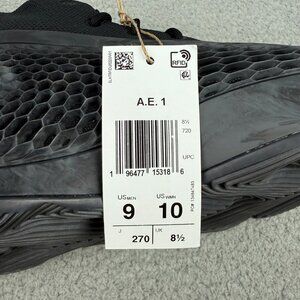 RFID
A.E. 1
8½
720
UPC
1 96477 15318 6
US MEN
US WMN
9
10
J
270
UK
8½